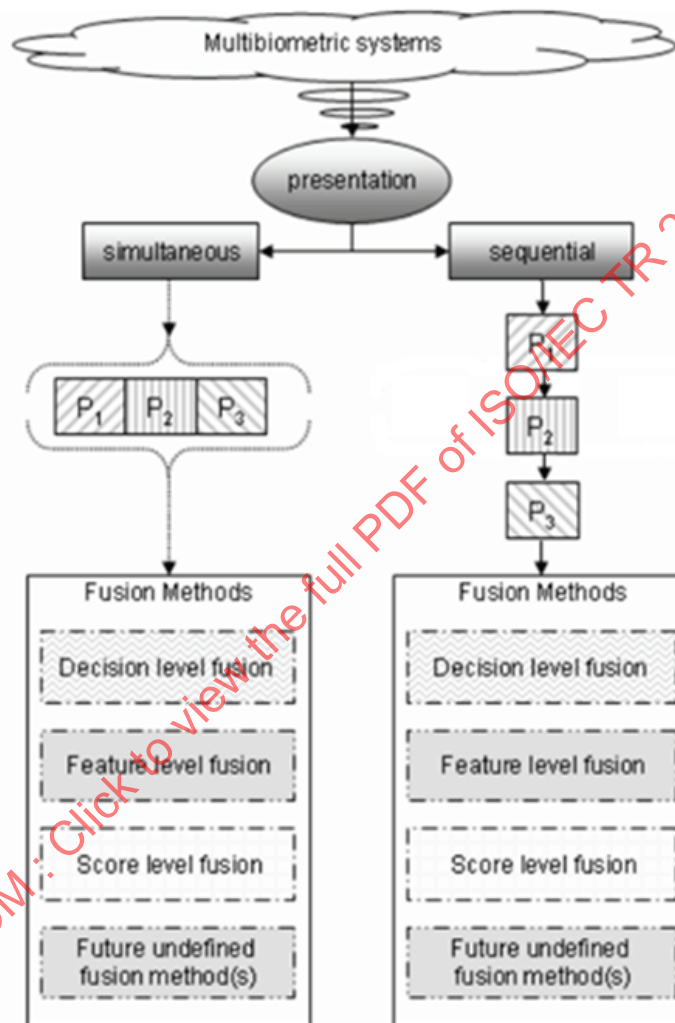 Multibiometric systems
presentation
simultaneous
sequential
P1 P2 P3
P1
P2
P3
Fusion Methods
Decision level fusion
Feature level fusion
Score level fusion
Future undefined
fusion method(s)
Fusion Methods
Decision level fusion
Feature level fusion
Score level fusion
Future undefined
fusion method(s)
: Click to view the full PDF of ISO/IEC TR